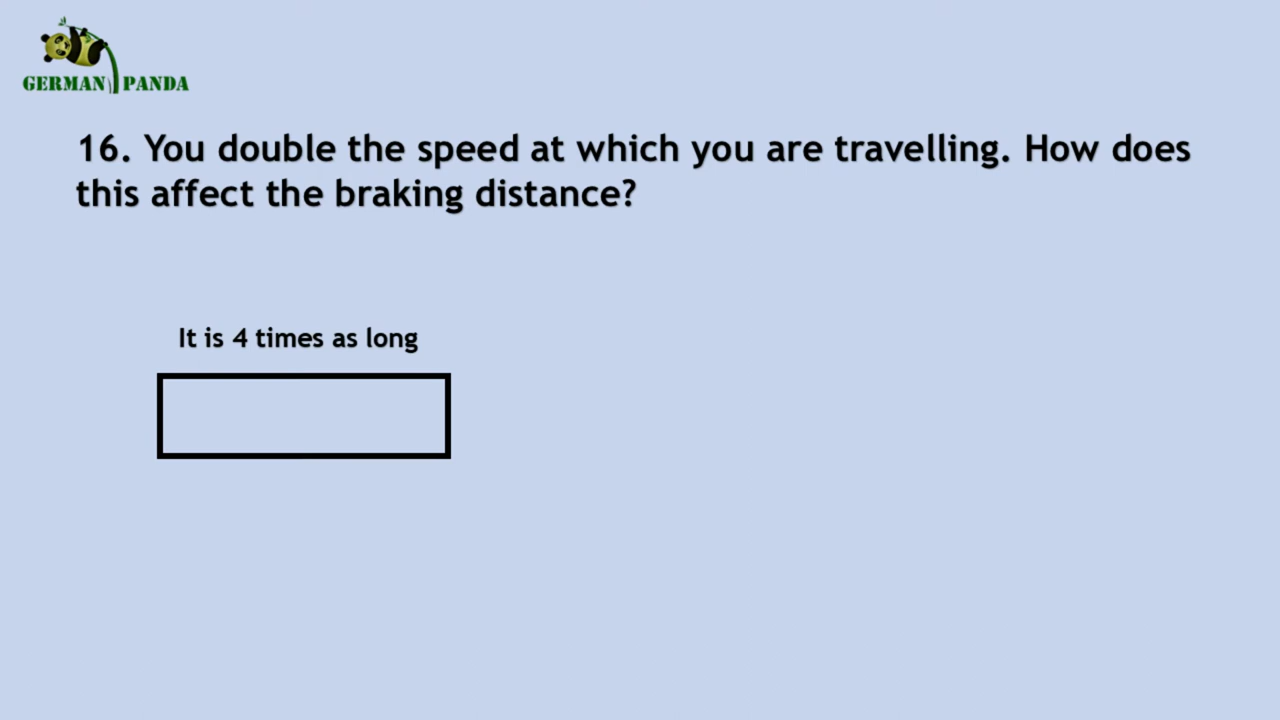 GERMAN PANDA
16. You double the speed at which you are travelling. How does
this affect the braking distance?
It is 4 times as long